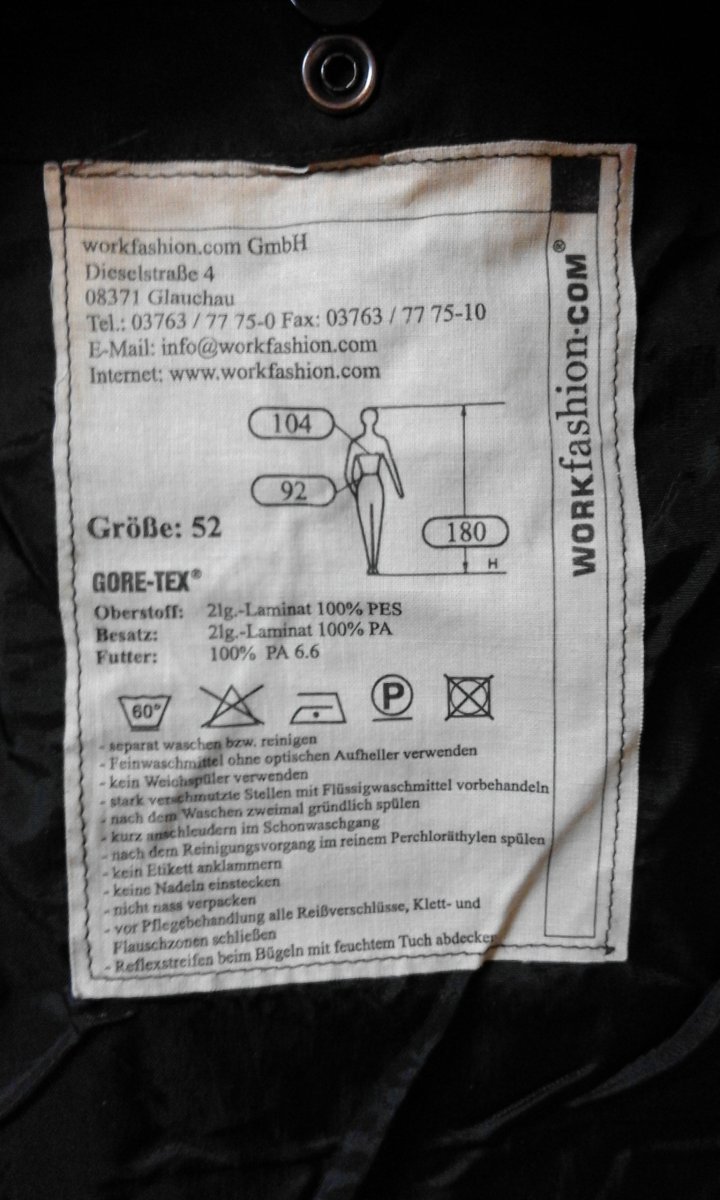 workfashion.com GmbH
Dieselstraße 4
08371 Glauchau
Tel.: 03763 / 77 75-0 Fax: 03763 / 77 75-10
E-Mail: info@workfashion.com
Internet: www.workfashion.com
WORKfashion.COM®
104
92
180
H
Größe: 52
GORE-TEX®
Oberstoff: 2lg.-Laminat 100% PES
Besatz: 2lg.-Laminat 100% PA
Futter: 100% PA 6.6
60° P
- separat waschen bzw. reinigen
- Feinwaschmittel ohne optischen Aufheller verwenden
- kein Weichspüler verwenden
- stark verschmutzte Stellen mit Flüssigwaschmittel vorbehandeln
- nach dem Waschen zweimal gründlich spülen
- kurz anschleudern im Schonwaschgang
- nach dem Reinigungsvorgang im reinem Perchloräthylen spülen
- kein Etikett anklammern
- keine Nadeln einstecken
- nicht nass verpacken
- vor Pflegebehandlung alle Reißverschlüsse, Klett- und
Flauschzonen schließen
- Reflexstreifen beim Bügeln mit feuchtem Tuch abdecken